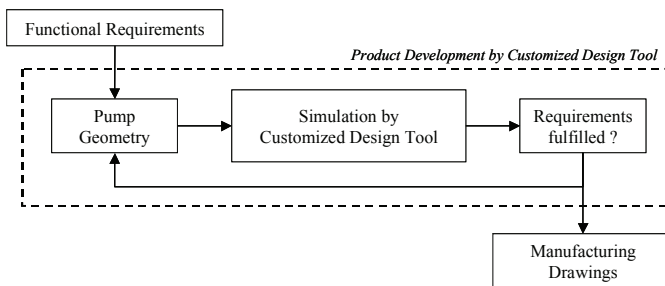 Functional Requirements
Product Development by Customized Design Tool
Pump
Geometry
Simulation by
Customized Design Tool
Requirements
fulfilled ?
Manufacturing
Drawings